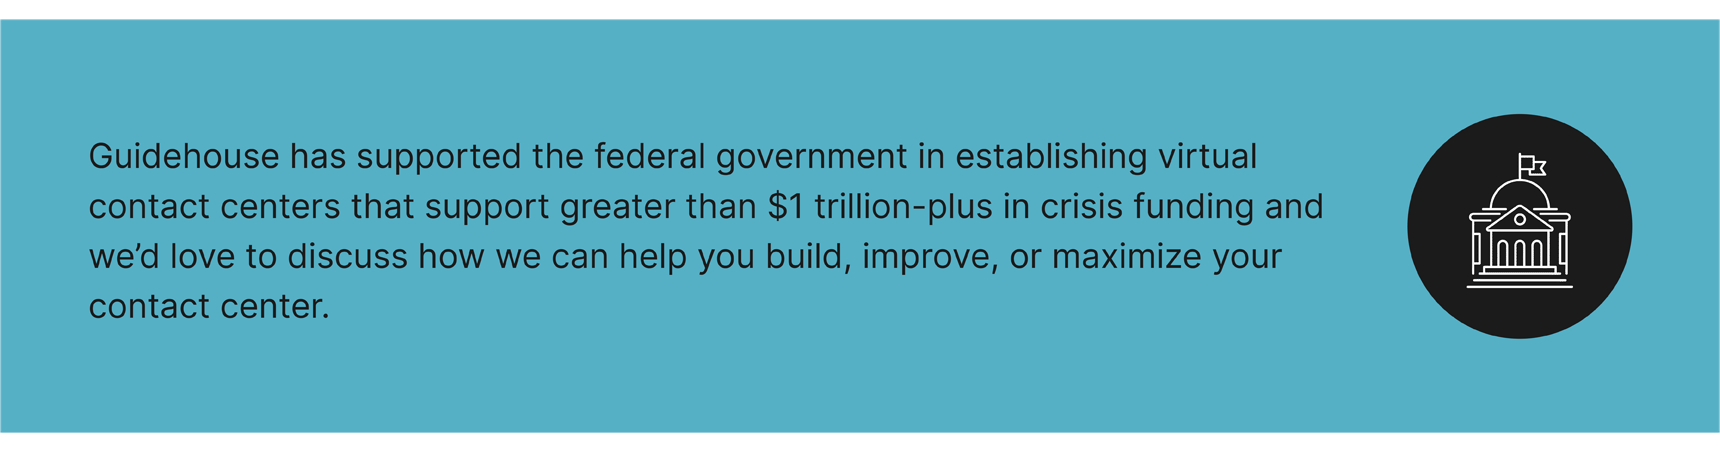 Guidehouse has supported the federal government in establishing virtual
contact centers that support greater than $1 trillion-plus in crisis funding and
we’d love to discuss how we can help you build, improve, or maximize your
contact center.